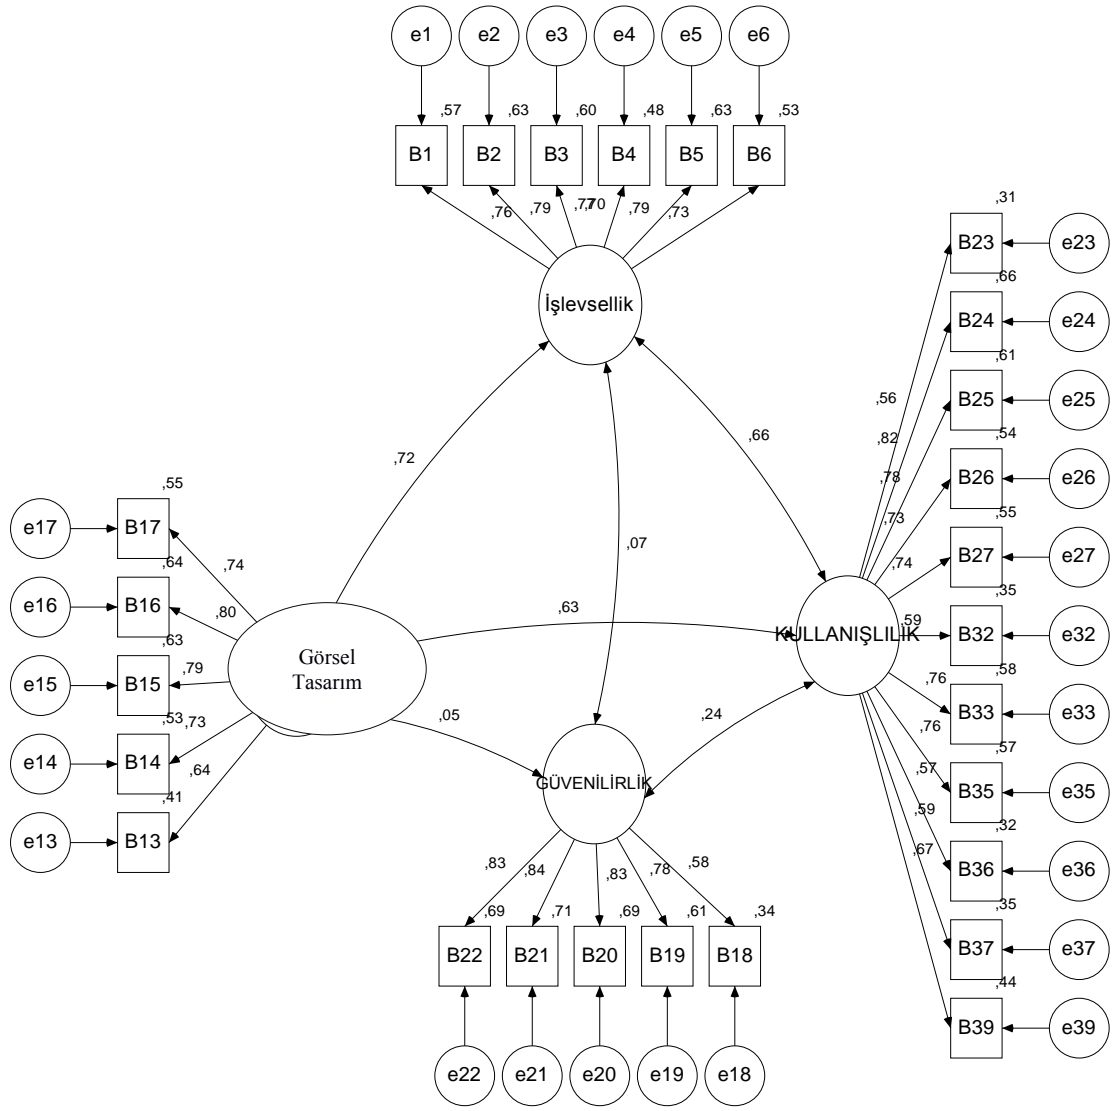 e1 e2 e3 e4 e5 e6
,57 ,63 ,60 ,48 ,63 ,53
B1 B2 B3 B4 B5 B6
,76 ,79 ,77 ,70 ,79 ,73
İşlevsellik
,31
B23 e23
,66
B24 e24
,61
B25 e25
,54
B26 e26
,55
B27 e27
,35
B32 e32
,58
B33 e33
,57
B35 e35
,32
B36 e36
,35
B37 e37
,44
B39 e39
,56
,82
,78
,73
,74
,59
,76
,76
,57
,59
,67
KULLANIŞLILIK
,72
,66
,07
,63
,05
,24
,55
e17 B17
,64
e16 B16
,63
e15 B15
,53
e14 B14
,41
e13 B13
,74
,80
,79
,73
,64
Görsel
Tasarım
GÜVENİLİRLİK
,83 ,84 ,83 ,78 ,58
,69 ,71 ,69 ,61 ,34
B22 B21 B20 B19 B18
e22 e21 e20 e19 e18